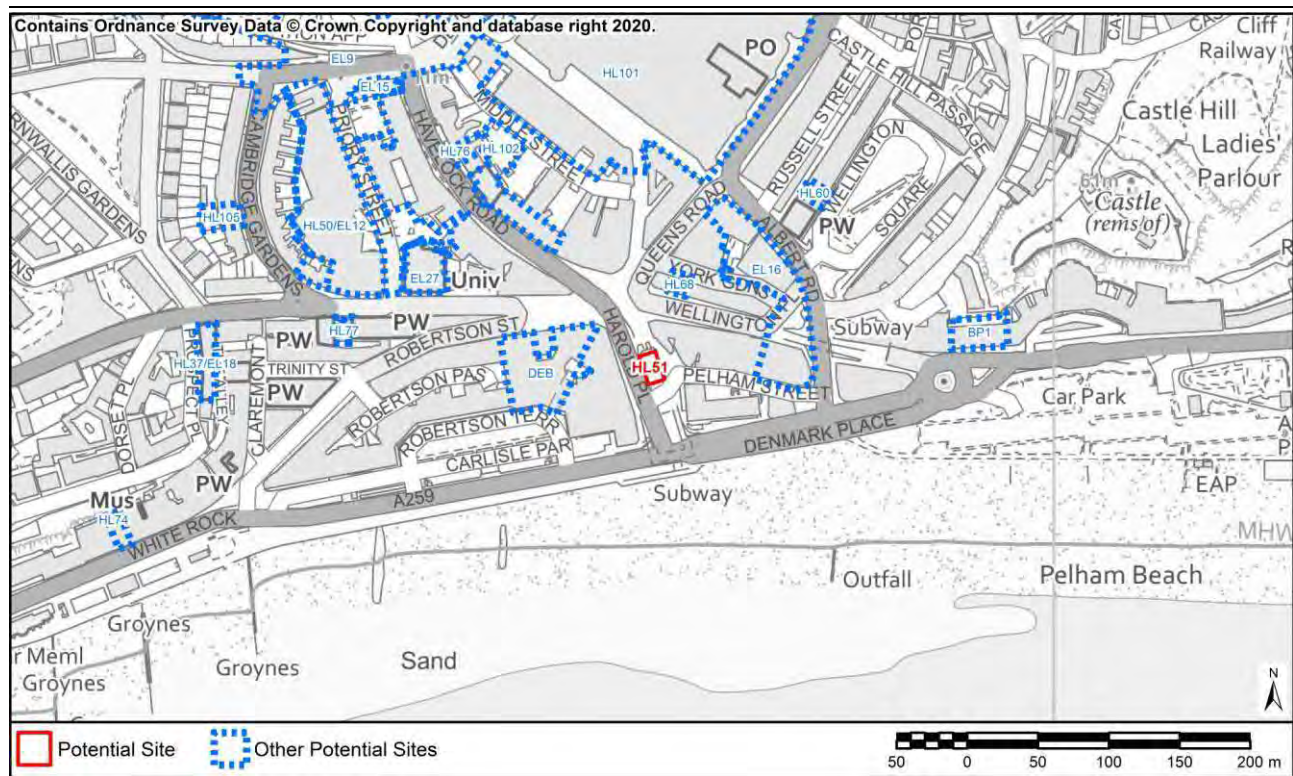 Contains Ordnance Survey Data © Crown Copyright and database right 2020.
EL9
EL15
HL101
PO
CASTLE HILL PASSAGE
Cliff
Railway
RUSSELL STREET
WELLINGTON
SQUARE
Castle Hill
Ladies'
Parlour
Castle
(rems of)
PRIORY STREET
MIDDLE STREET
HAVELOCK ROAD
HL76
HL102
HL60
PW
CORNWALLIS GARDENS
CAMBRIDGE GARDENS
HL105
HL50/EL12
EL27
Univ
QUEENS ROAD
ALBERT RD
EL16
YORK GDNS
HL68
WELLINGTON
Subway
BP1
HL77
PW
PW
ROBERTSON ST
HL37/EL18
PROSPECT PL
CLAREMONT
TRINITY ST
PW
ROBERTSON PAS
DEB
HAROLD PL
HL51
PELHAM STREET
DORSET PL
ROBERTSON TERR
CARLISLE PAR
DENMARK PLACE
Car Park
PW
Mus
HL74
WHITE ROCK
A259
Subway
EAP
MHW
Outfall
Pelham Beach
Groynes
r Meml
Groynes
Groynes
Sand
N
Potential Site
Other Potential Sites
50 0 50 100 150 200 m